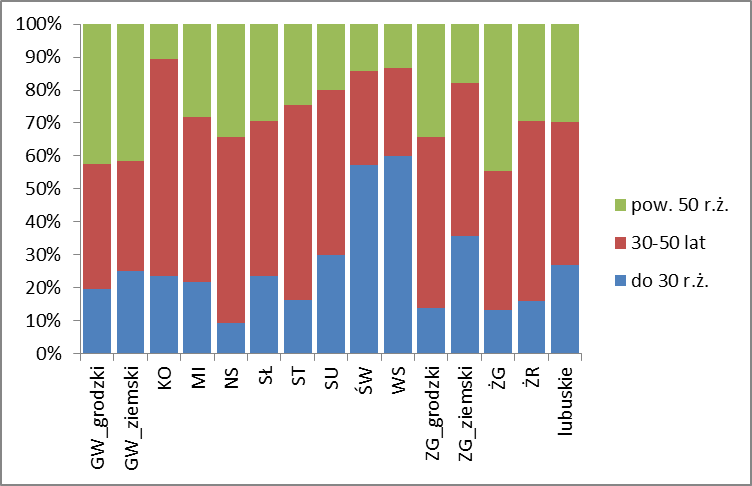 100%
90%
80%
70%
60%
50%
40%
30%
20%
10%
0%
GW_grodzki
GW_ziemski
KO
MI
NS
SŁ
ST
SU
ŚW
WS
ZG_grodzki
ZG_ziemski
ŻG
ŻR
lubuskie
pow. 50 r.ż.
30-50 lat
do 30 r.ż.